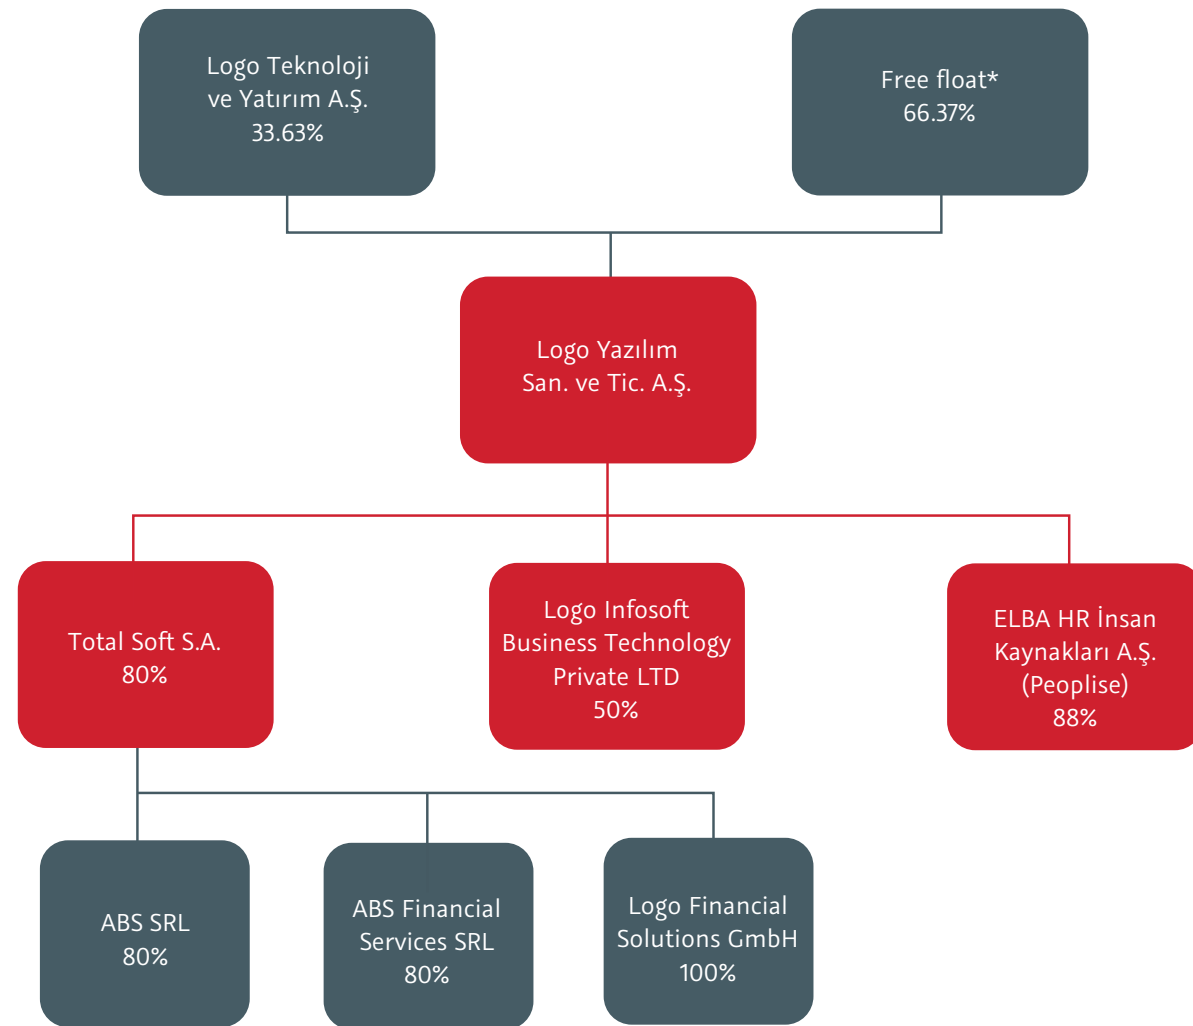 Logo Teknoloji
ve Yatırım A.Ş.
33.63%
Free float*
66.37%
Logo Yazılım
San. ve Tic. A.Ş.
Total Soft S.A.
80%
Logo Infosoft
Business Technology
Private LTD
50%
ELBA HR İnsan
Kaynakları A.Ş.
(Peoplise)
88%
ABS SRL
80%
ABS Financial
Services SRL
80%
Logo Financial
Solutions GmbH
100%